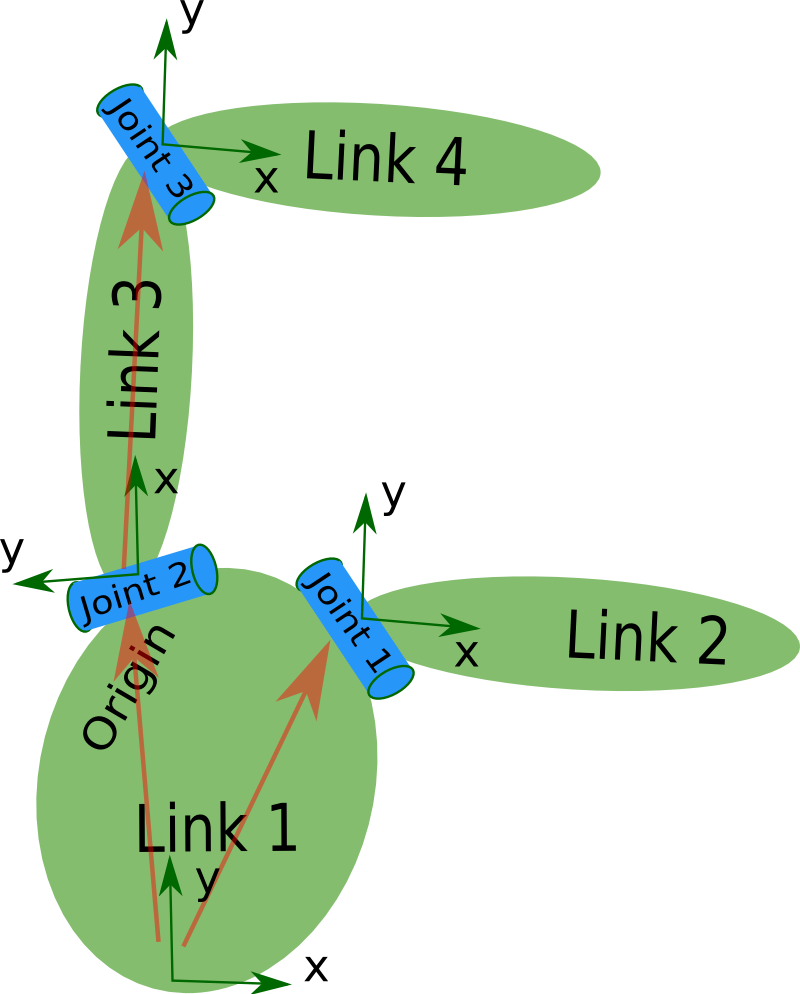 y
Joint 3
x
Link 4
Link 3
x
y
y
Joint 2
Joint 1
x
Link 2
Origin
Link 1
y
x